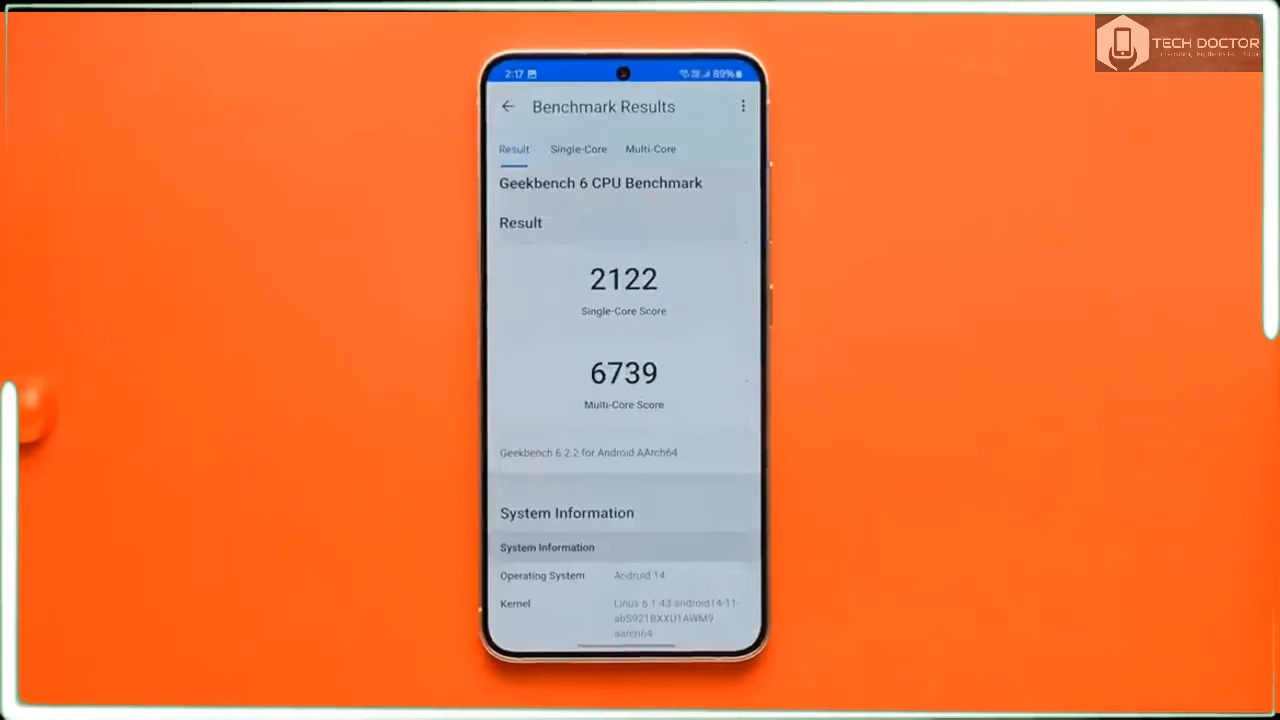 TECH DOCTOR
2:17 89%
Benchmark Results
Result Single-Core Multi-Core
Geekbench 6 CPU Benchmark
Result
2122
Single-Core Score
6739
Multi-Core Score
Geekbench 6 2.2 for Android AArch64
System Information
System Information
Operating System Android 14
Kernel Linux 6 1.43 android14-11-
abS921BXXU1AWM9
aarch64